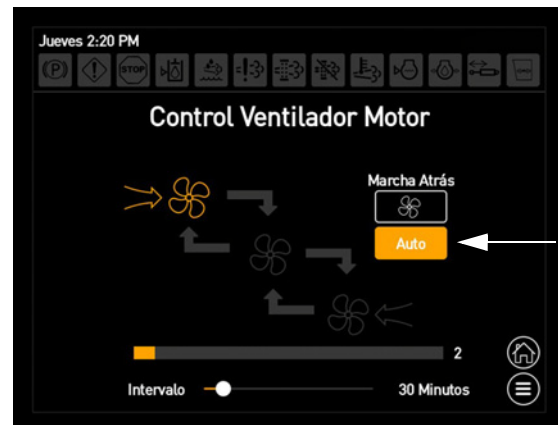 Jueves 2:20 PM
(P) STOP
Control Ventilador Motor
Marcha Atrás
Auto
2
Intervalo 30 Minutos